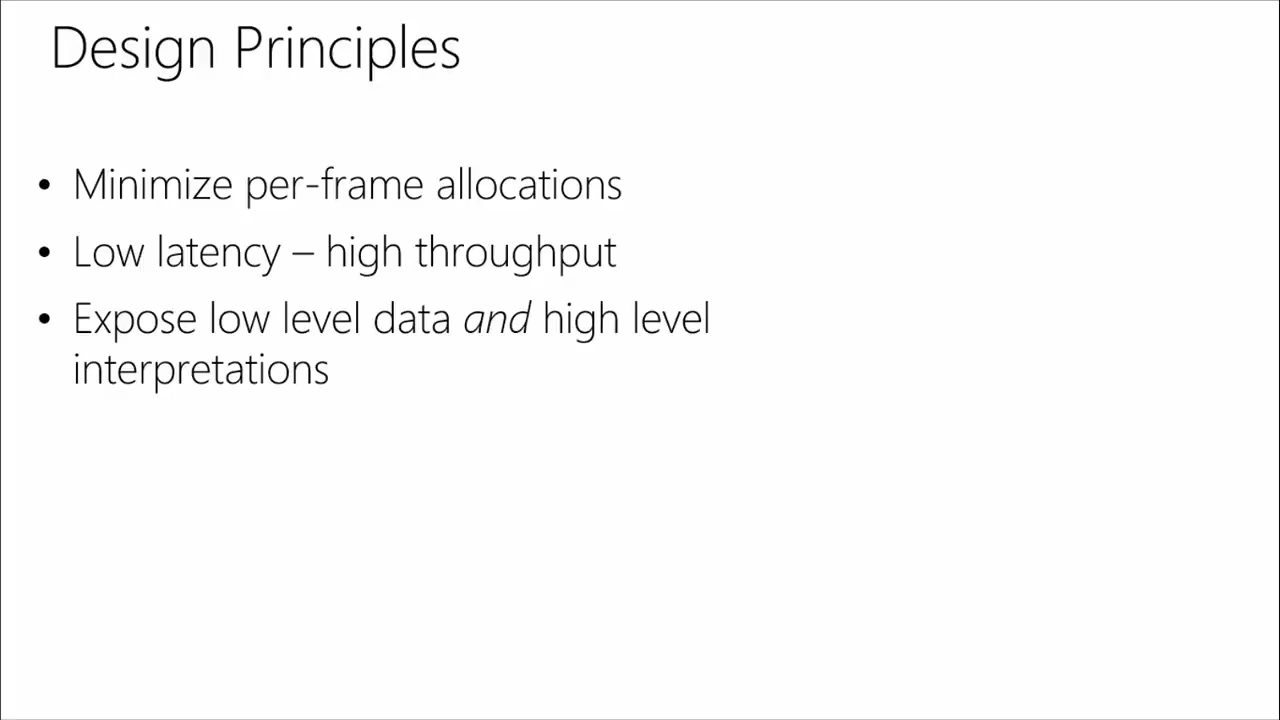 Design Principles
• Minimize per-frame allocations
• Low latency – high throughput
• Expose low level data and high level
interpretations